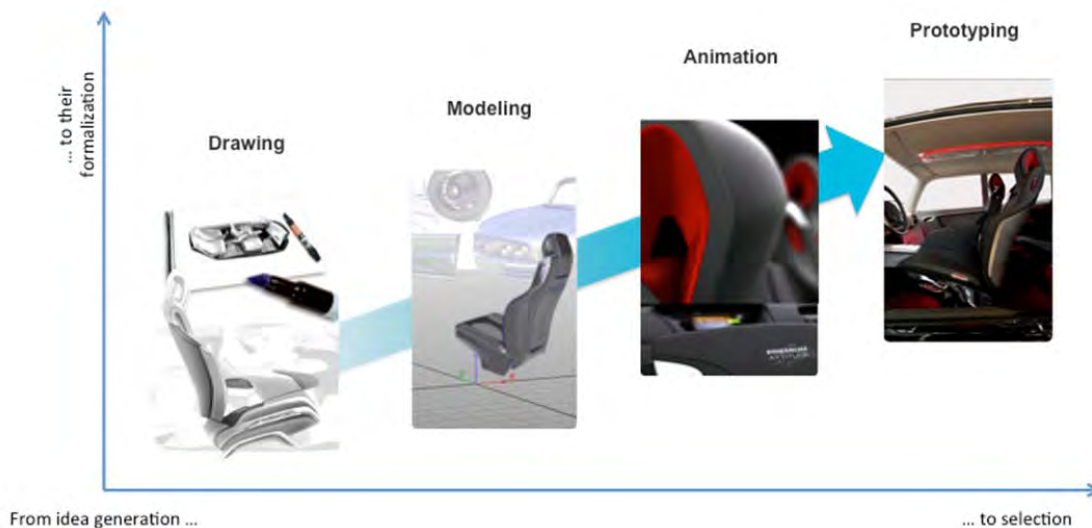 Prototyping
Animation
Modeling
Drawing
... to their
formalization
From idea generation ...
... to selection